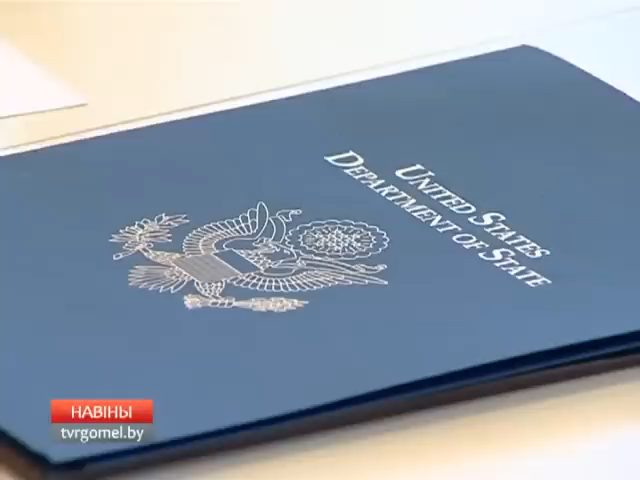 UNITED STATES
DEPARTMENT OF STATE
НАВІНЫ
tvrgomel.by